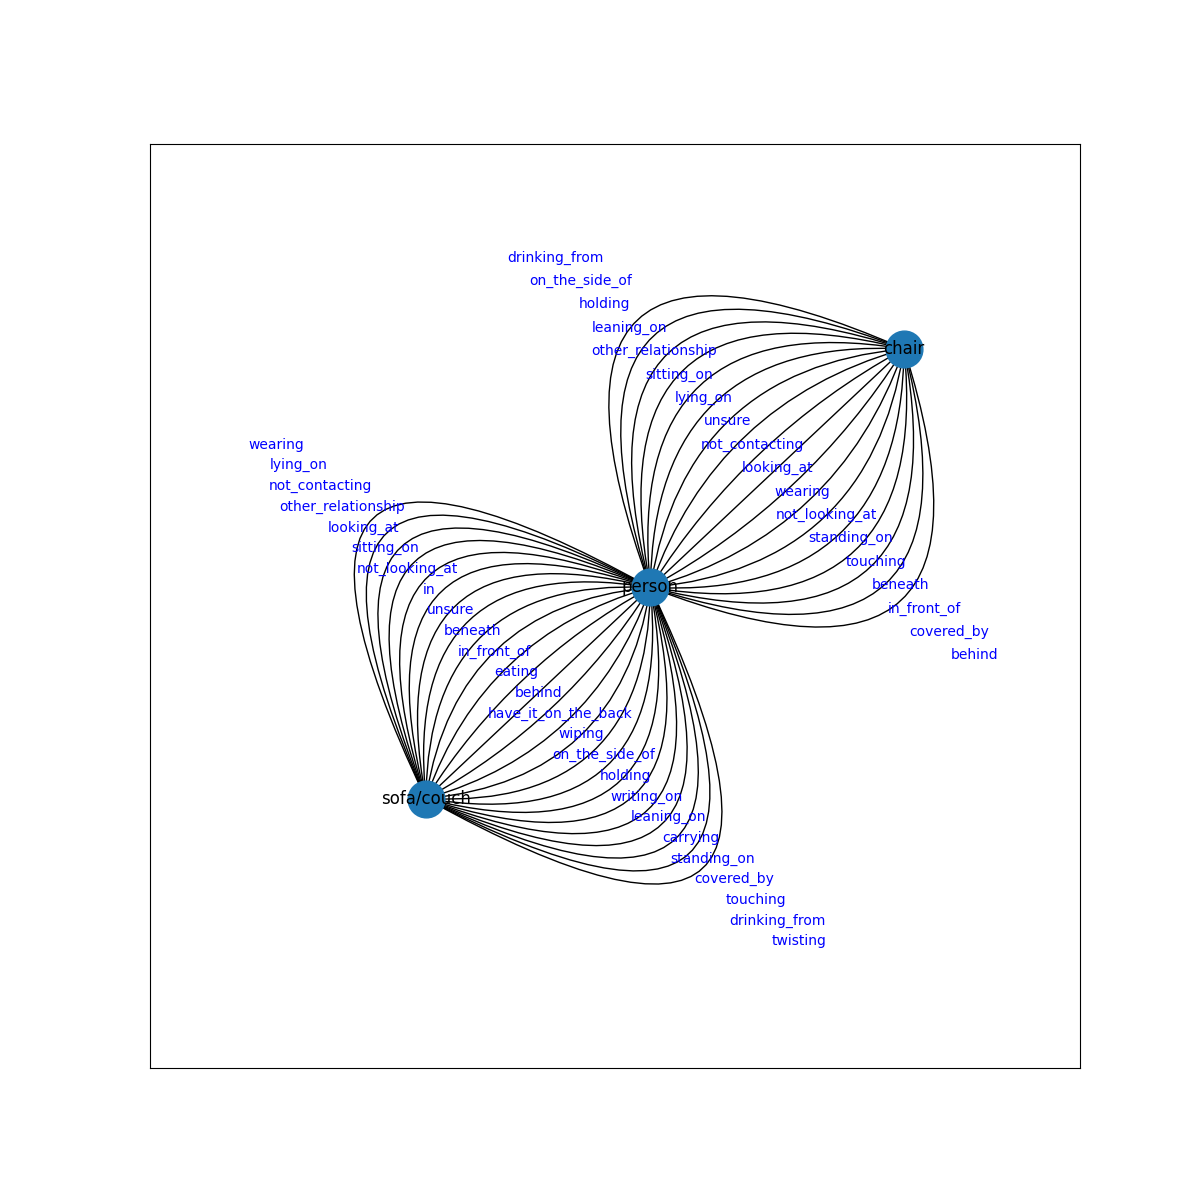 drinking_from
on_the_side_of
holding
leaning_on
other_relationship
sitting_on
lying_on
unsure
not_contacting
looking_at
wearing
not_looking_at
standing_on
touching
beneath
in_front_of
covered_by
behind
chair
person
wearing
lying_on
not_contacting
other_relationship
looking_at
sitting_on
not_looking_at
in
unsure
beneath
in_front_of
eating
behind
have_it_on_the_back
wiping
on_the_side_of
holding
writing_on
leaning_on
carrying
standing_on
covered_by
touching
drinking_from
twisting
sofa/couch